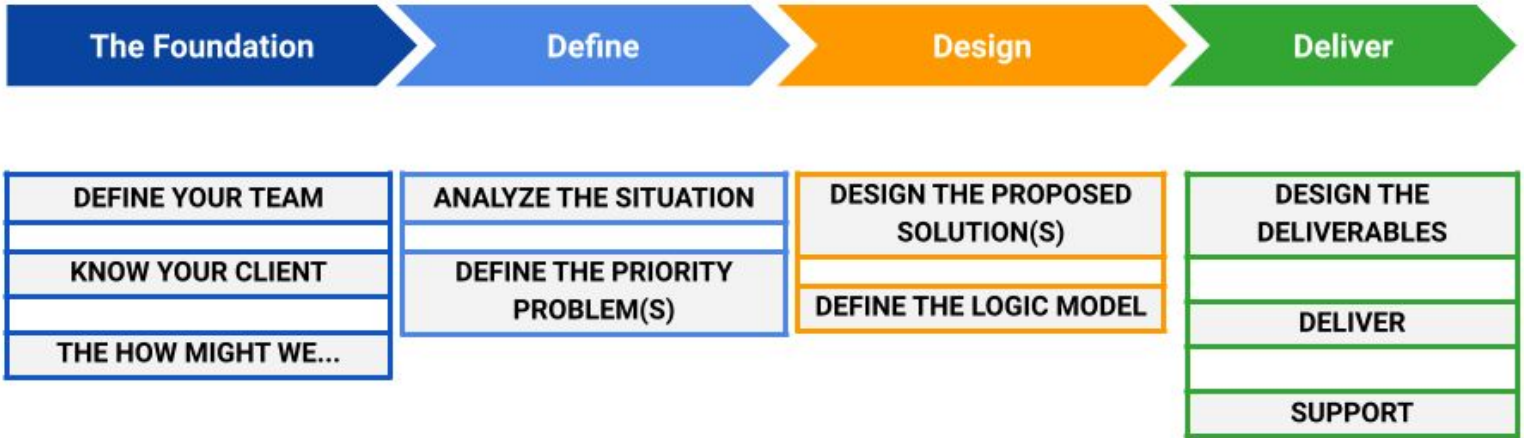 The Foundation
Define
Design
Deliver
DEFINE YOUR TEAM
KNOW YOUR CLIENT
THE HOW MIGHT WE...
ANALYZE THE SITUATION
DEFINE THE PRIORITY
PROBLEM(S)
DESIGN THE PROPOSED
SOLUTION(S)
DEFINE THE LOGIC MODEL
DESIGN THE
DELIVERABLES
DELIVER
SUPPORT